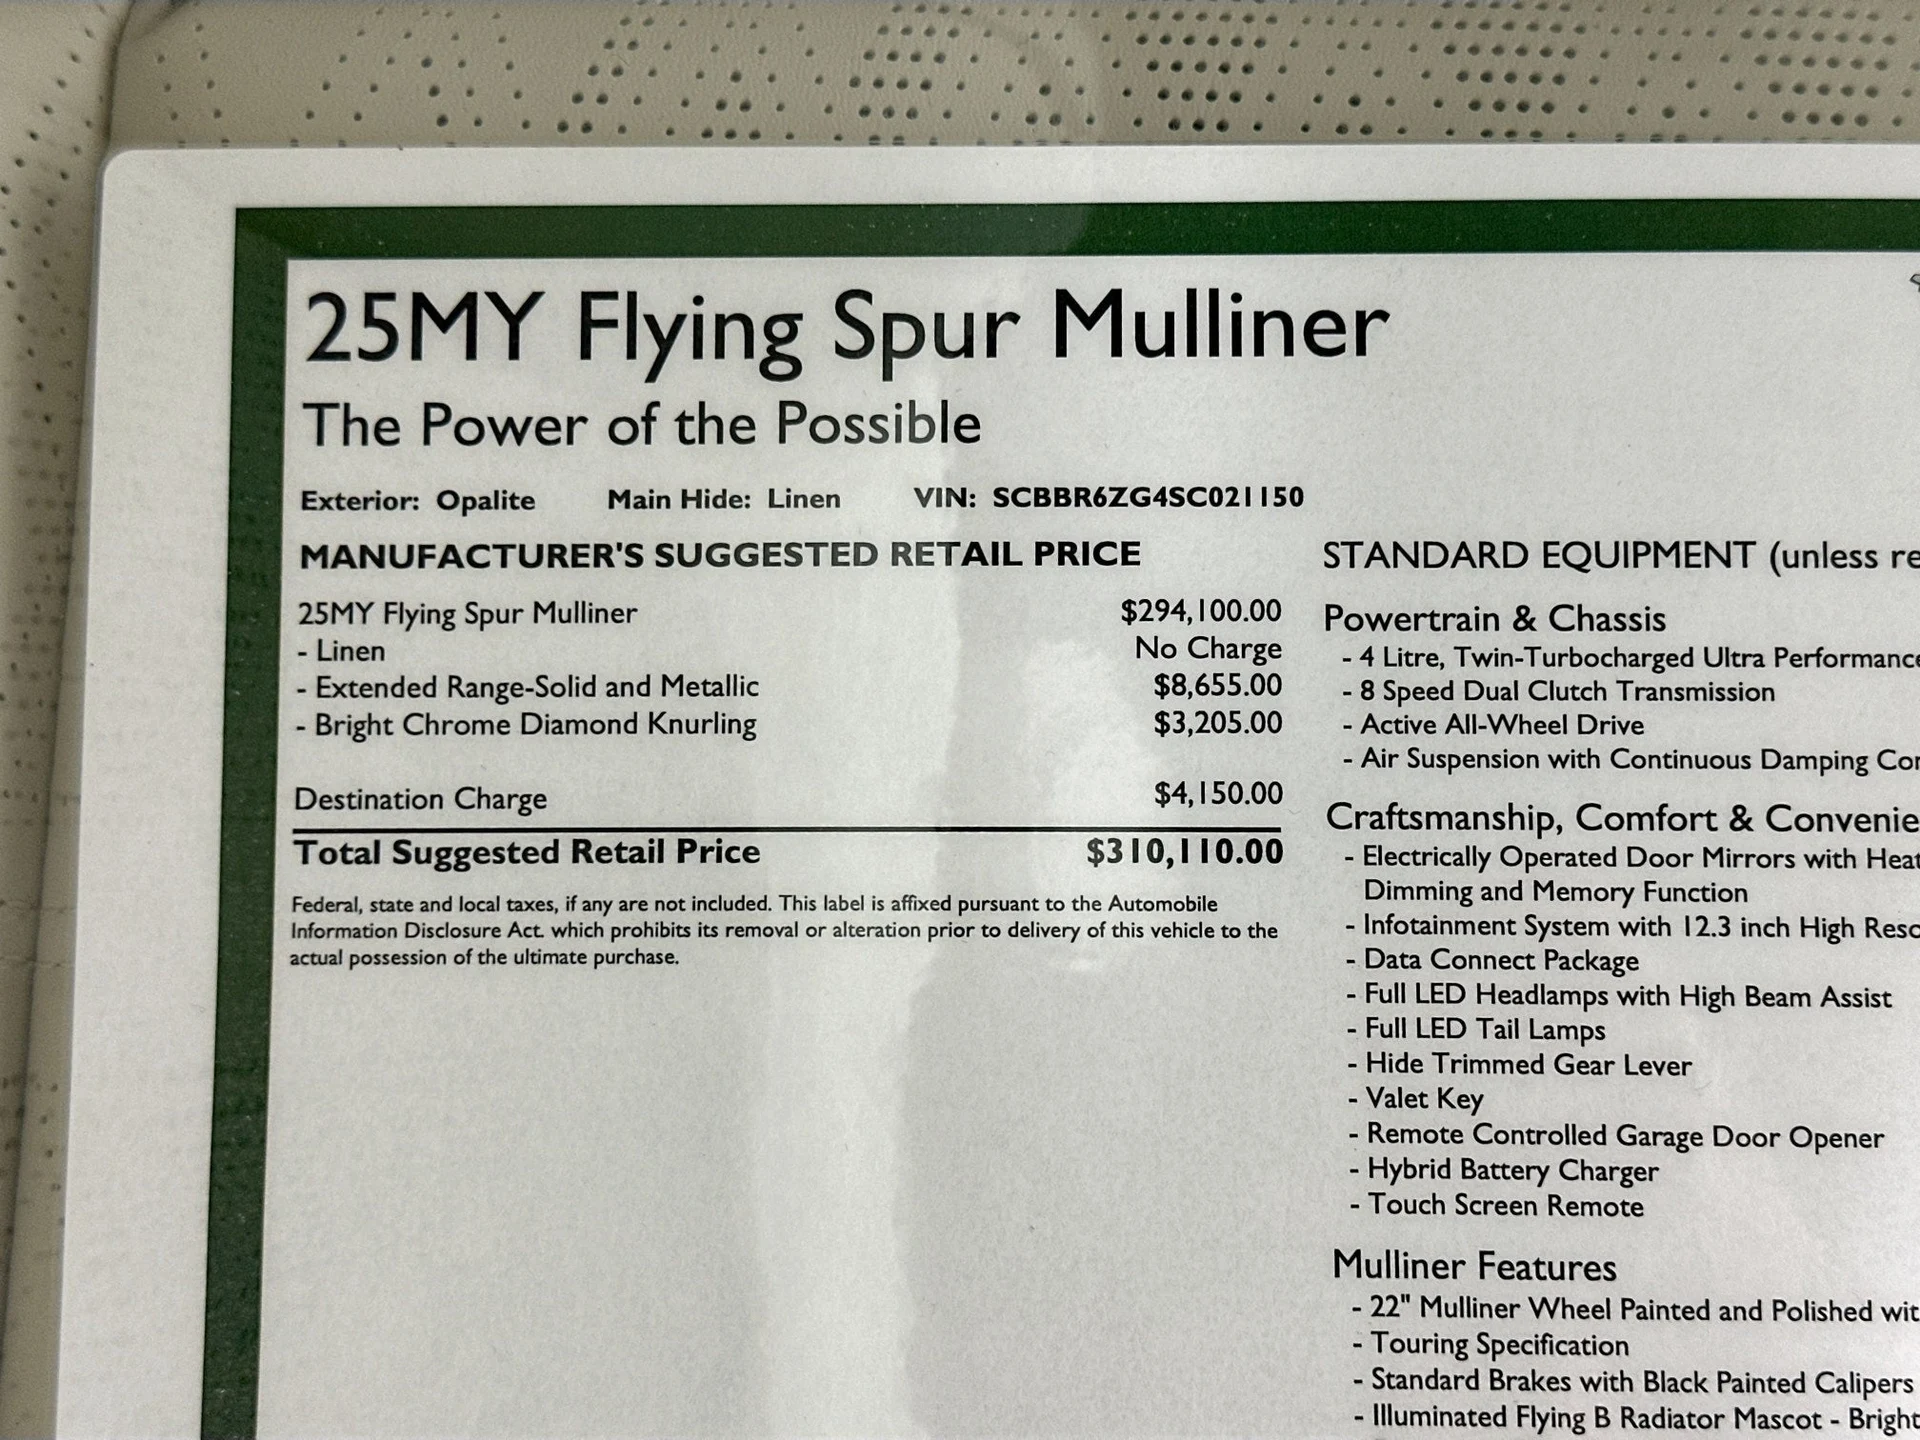 25MY Flying Spur Mulliner
The Power of the Possible
Exterior: Opalite Main Hide: Linen VIN: SCBBR6ZG4SC021150
MANUFACTURER'S SUGGESTED RETAIL PRICE
25MY Flying Spur Mulliner $294,100.00
- Linen No Charge
- Extended Range-Solid and Metallic $8,655.00
- Bright Chrome Diamond Knurling $3,205.00
Destination Charge $4,150.00
Total Suggested Retail Price $310,110.00
Federal, state and local taxes, if any are not included. This label is affixed pursuant to the Automobile
Information Disclosure Act. which prohibits its removal or alteration prior to delivery of this vehicle to the
actual possession of the ultimate purchase.
STANDARD EQUIPMENT (unless
Powertrain & Chassis
- 4 Litre, Twin-Turbocharged Ultra Performance
- 8 Speed Dual Clutch Transmission
- Active All-Wheel Drive
- Air Suspension with Continuous Damping
Craftsmanship, Comfort &
- Electrically Operated Door Mirrors with
Dimming and Memory Function
- Infotainment System with 12.3 inch High
- Data Connect Package
- Full LED Headlamps with High Beam Assist
- Full LED Tail Lamps
- Hide Trimmed Gear Lever
- Valet Key
- Remote Controlled Garage Door Opener
- Hybrid Battery Charger
- Touch Screen Remote
Mulliner Features
- 22" Mulliner Wheel Painted and Polished
- Touring Specification
- Standard Brakes with Black Painted Calipers
- Illuminated Flying B Radiator Mascot - Bright